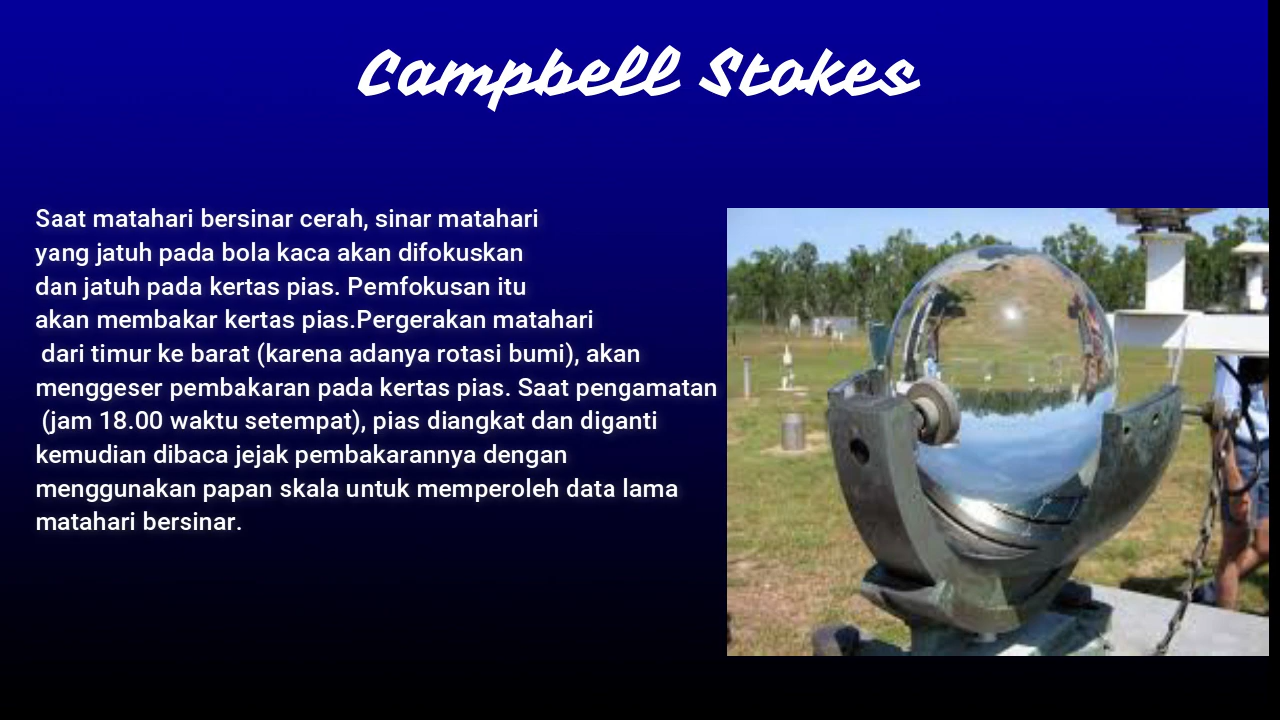 Campbell Stokes
Saat matahari bersinar cerah, sinar matahari
yang jatuh pada bola kaca akan difokuskan
dan jatuh pada kertas pias. Pemfokusan itu
akan membakar kertas pias.Pergerakan matahari
dari timur ke barat (karena adanya rotasi bumi), akan
menggeser pembakaran pada kertas pias. Saat pengamatan
(jam 18.00 waktu setempat), pias diangkat dan diganti
kemudian dibaca jejak pembakarannya dengan
menggunakan papan skala untuk memperoleh data lama
matahari bersinar.